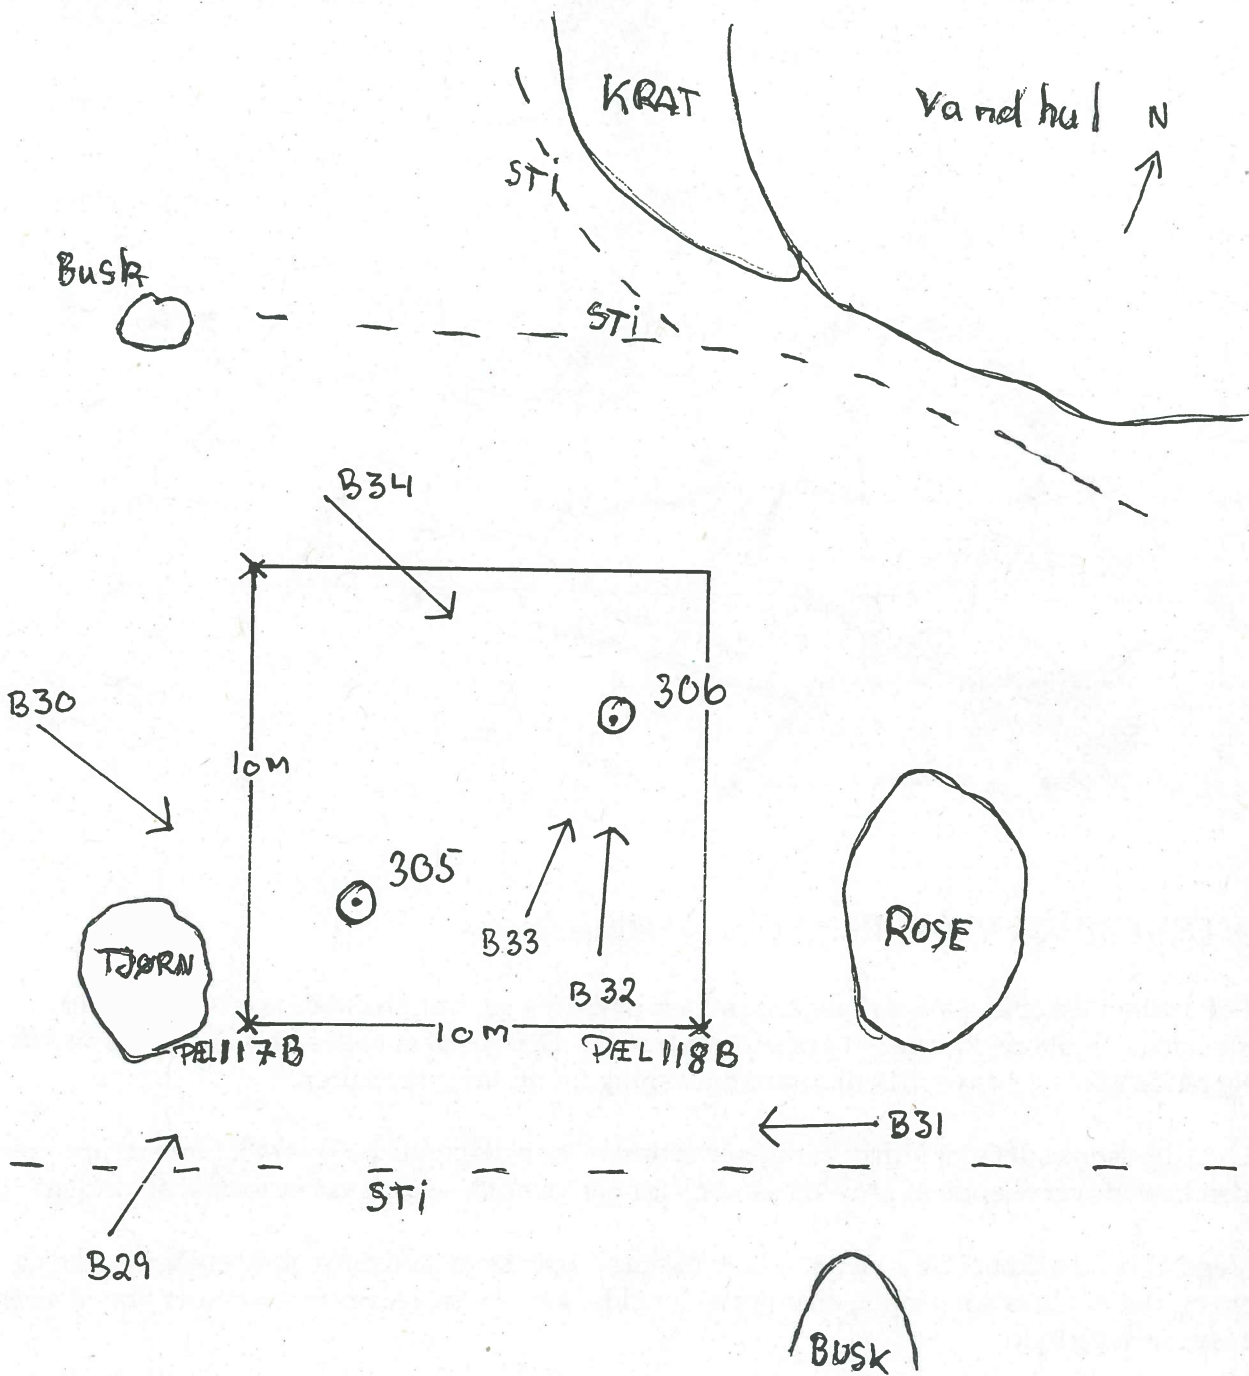 KRAT
Vandhul N
STi
Busk
STi
B34
B30
306
10m
305
B33
TJØRN
ROSE
B32
10m
PÆL117B
PÆL118B
B31
STi
B29
BUSK